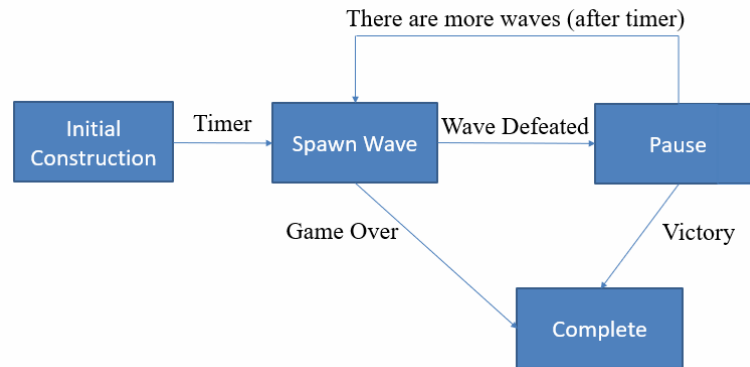 There are more waves (after timer)
Initial
Construction
Timer
Spawn Wave
Wave Defeated
Pause
Game Over
Victory
Complete